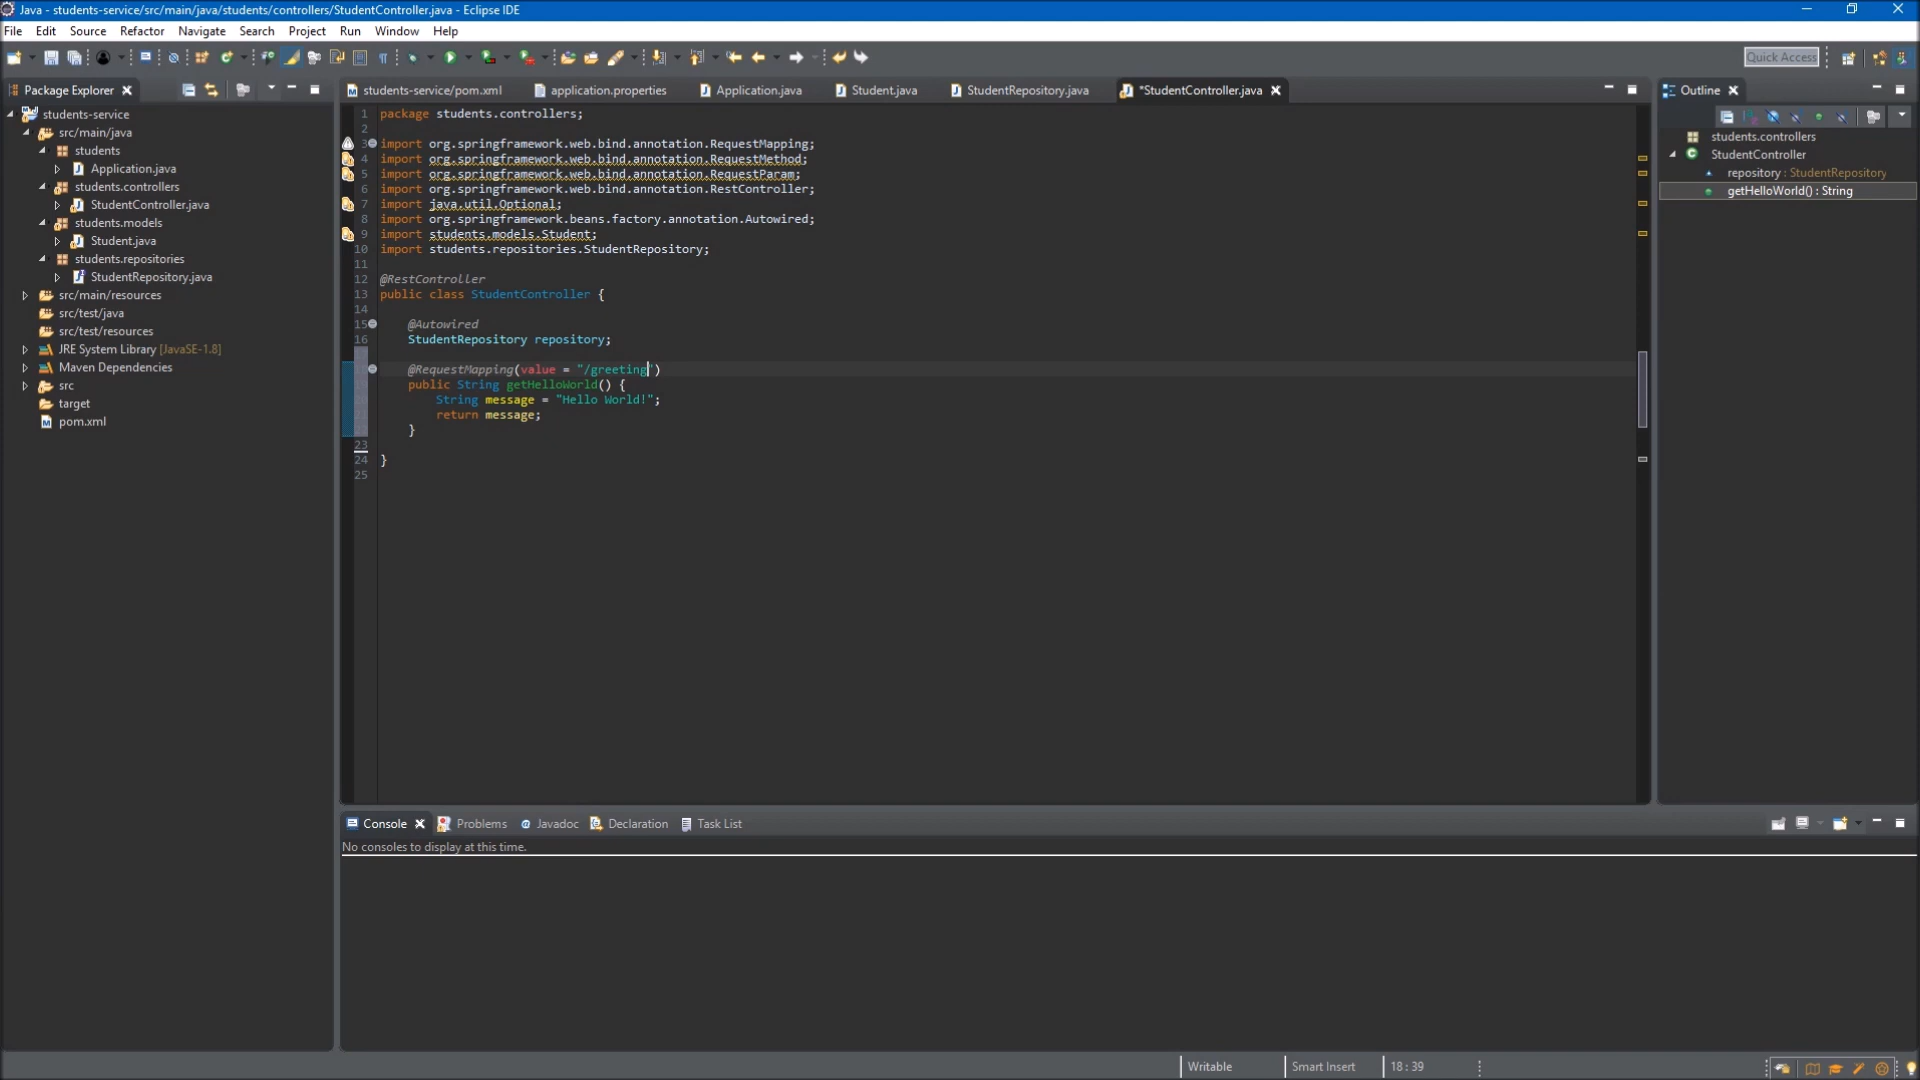 Java - students-service/src/main/java/students/controllers/StudentController.java - Eclipse IDE
File Edit Source Refactor Navigate Search Project Run Window Help
Quick Access
Package Explorer
students-service
src/main/java
students
Application.java
students.controllers
StudentController.java
students.models
Student.java
students.repositories
StudentRepository.java
src/main/resources
src/test/java
src/test/resources
JRE System Library [JavaSE-1.8]
Maven Dependencies
src
target
pom.xml
students-service/pom.xml application.properties Application.java Student.java StudentRepository.java *StudentController.java
1 package students.controllers;
2
3 import org.springframework.web.bind.annotation.RequestMapping;
4 import org.springframework.web.bind.annotation.RequestMethod;
5 import org.springframework.web.bind.annotation.RequestParam;
6 import org.springframework.web.bind.annotation.RestController;
7 import java.util.Optional;
8 import org.springframework.beans.factory.annotation.Autowired;
9 import students.models.Student;
10 import students.repositories.StudentRepository;
11
12 @RestController
13 public class StudentController {
14
15 @Autowired
16 StudentRepository repository;
@RequestMapping(value = "/greeting")
public String getHelloWorld() {
String message = "Hello World!";
return message;
}
23
24 }
25
Outline
students.controllers
StudentController
repository : StudentRepository
getHelloWorld() : String
Console Problems Javadoc Declaration Task List
No consoles to display at this time.
Writable Smart Insert 18 : 39